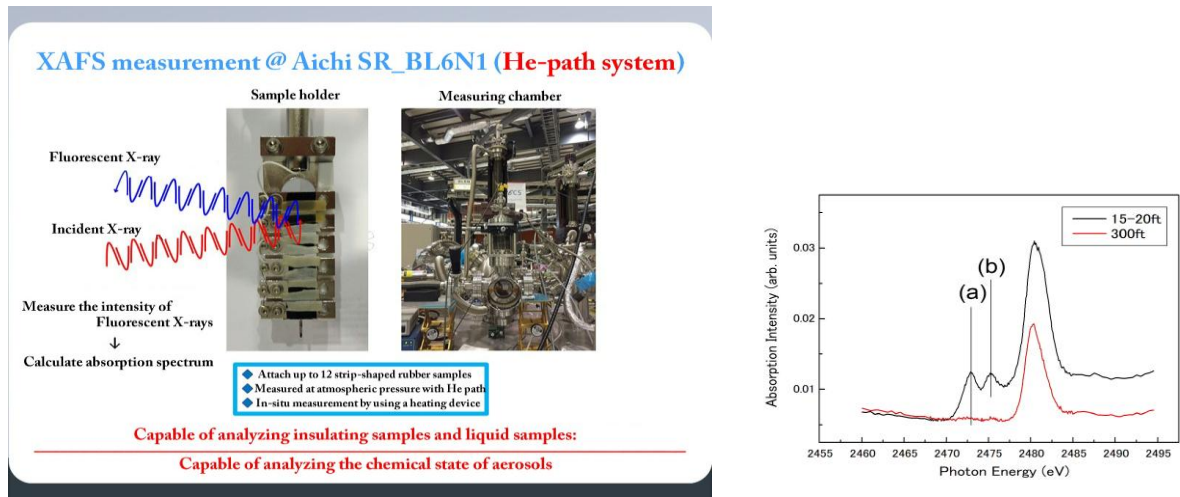 XAFS measurement @ Aichi SR_BL6N1 (He-path system)
Sample holder
Measuring chamber
Fluorescent X-ray
Incident X-ray
Measure the intensity of
Fluorescent X-rays
↓
Calculate absorption spectrum
◆ Attach up to 12 strip-shaped rubber samples
◆ Measured at atmospheric pressure with He path
◆ In-situ measurement by using a heating device
Capable of analyzing insulating samples and liquid samples:
Capable of analyzing the chemical state of aerosols
15-20ft
300ft
(b)
(a)
Absorption Intensity (arb. units)
0.03
0.02
0.01
2455 2460 2465 2470 2475 2480 2485 2490 2495
Photon Energy (eV)